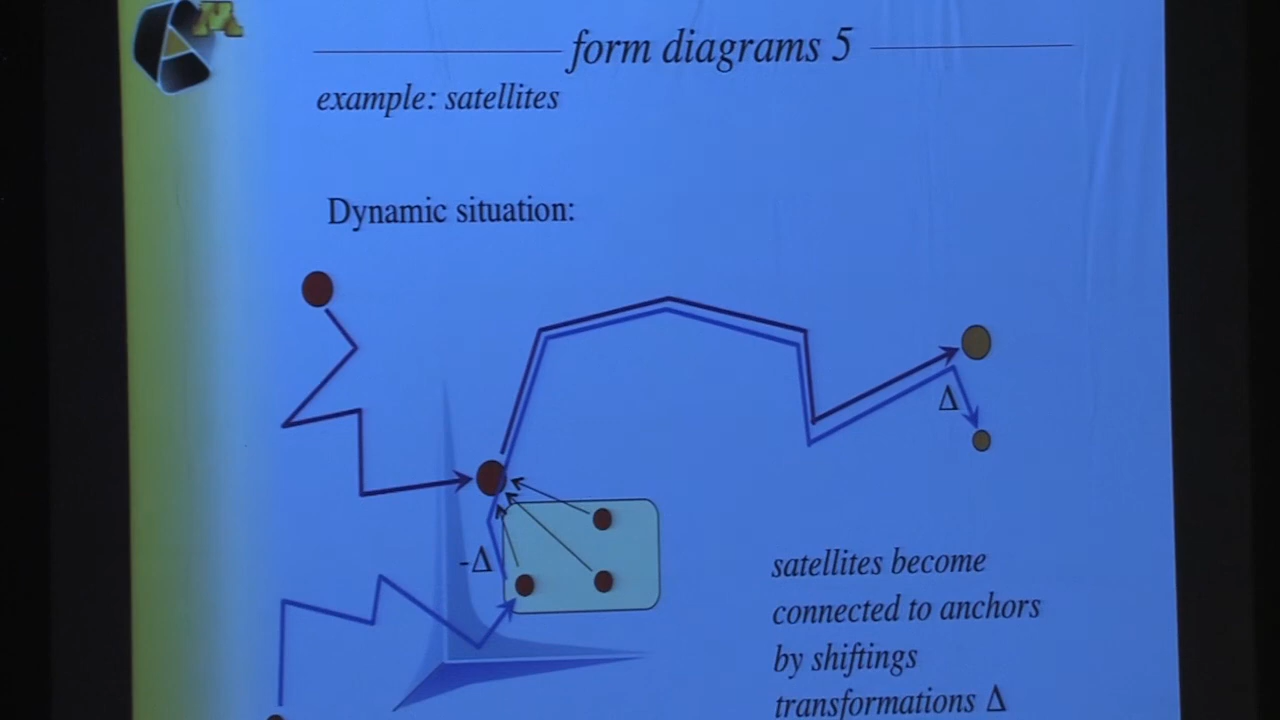 M
form diagrams 5
example: satellites
Dynamic situation:
Δ
-Δ
satellites become
connected to anchors
by shiftings
transformations Δ